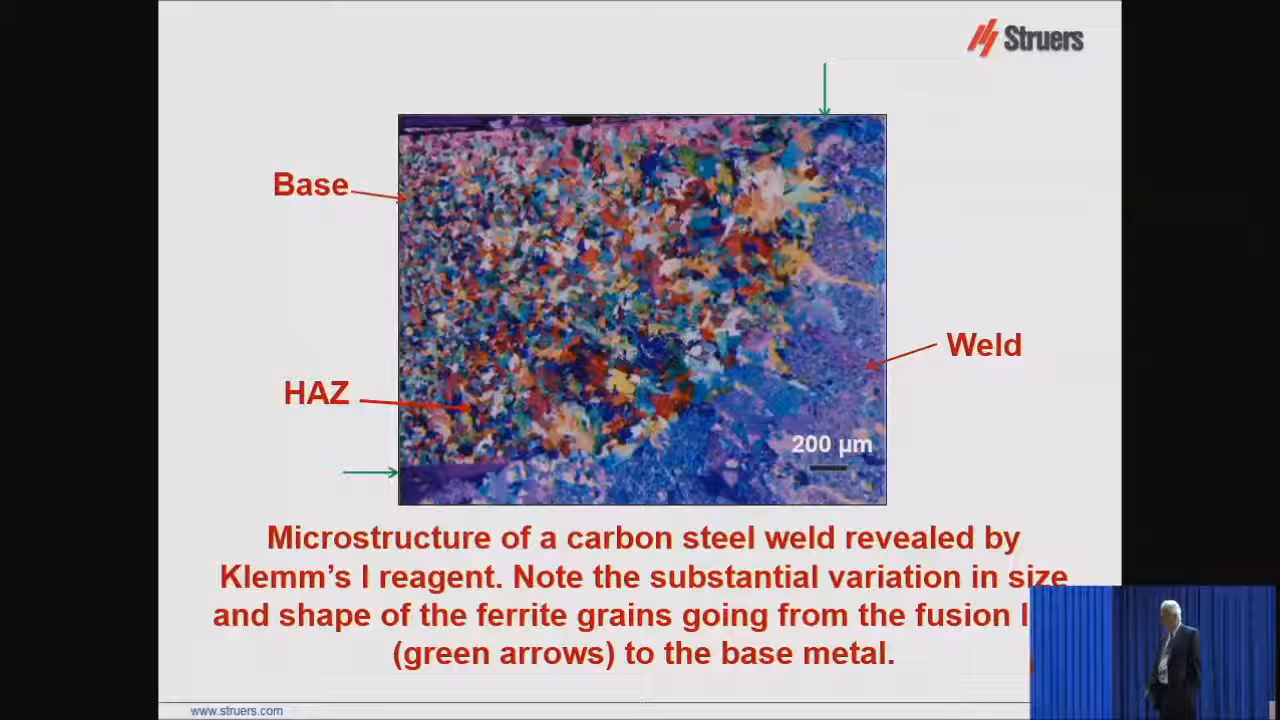 Struers
Base
Weld
HAZ
200 µm
Microstructure of a carbon steel weld revealed by
Klemm's I reagent. Note the substantial variation in size
and shape of the ferrite grains going from the fusion
(green arrows) to the base metal.
www.struers.com